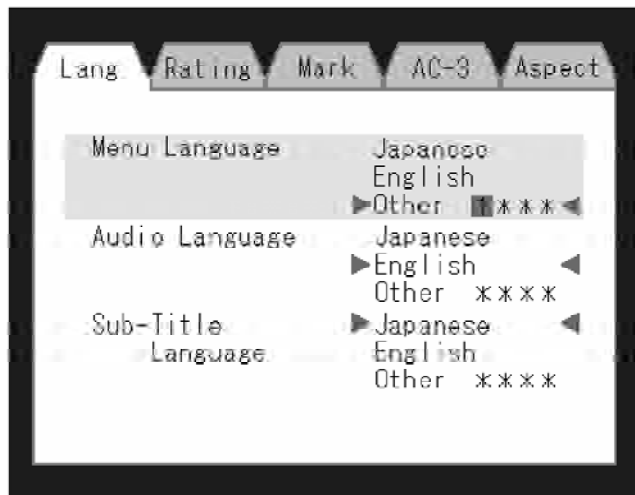 Lang Rating Mark AC-3 Aspect
Menu Language Japanese
English
▶Other 1***◀
Audio Language Japanese
▶English ◀
Other ****
Sub-Title ▶Japanese ◀
Language English
Other ****